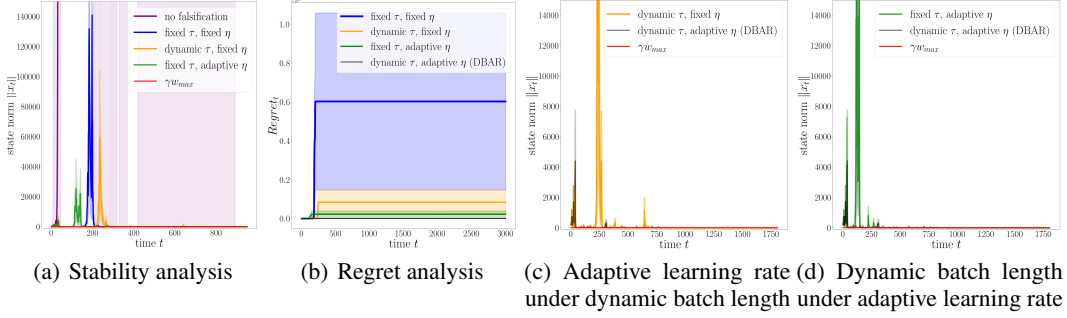 no falsification
fixed τ, fixed η
dynamic τ, fixed η
fixed τ, adaptive η
γw_max
state norm ||x_t||
140000
120000
100000
80000
60000
40000
20000
0
0 200 400 600 800
time t
fixed τ, fixed η
dynamic τ, fixed η
fixed τ, adaptive η
dynamic τ, adaptive η (DBAR)
Regret_t
1.0
0.8
0.6
0.4
0.2
0.0
0 500 1000 1500 2000 2500 3000
time t
dynamic τ, fixed η
dynamic τ, adaptive η (DBAR)
γw_max
state norm ||x_t||
14000
12000
10000
8000
6000
4000
2000
0
0 250 500 750 1000 1250 1500 1750
time t
fixed τ, adaptive η
dynamic τ, adaptive η (DBAR)
γw_max
state norm ||x_t||
14000
12000
10000
8000
6000
4000
2000
0
0 250 500 750 1000 1250 1500 1750
time t
(a) Stability analysis
(b) Regret analysis
(c) Adaptive learning rate
under dynamic batch length
(d) Dynamic batch length
under adaptive learning rate